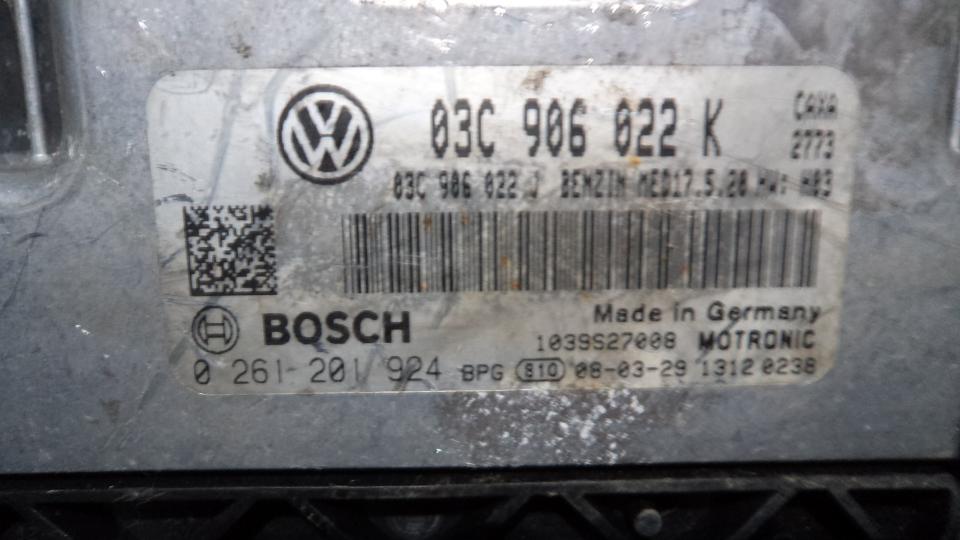 03C 906 022 K CAXA
2773
03C 906 022 J BENZIN MED17.5.20 HW: H03
BOSCH
Made in Germany
1039S27008 MOTRONIC
0 261 201 924 BPG 810 08-03-29 1312 0238